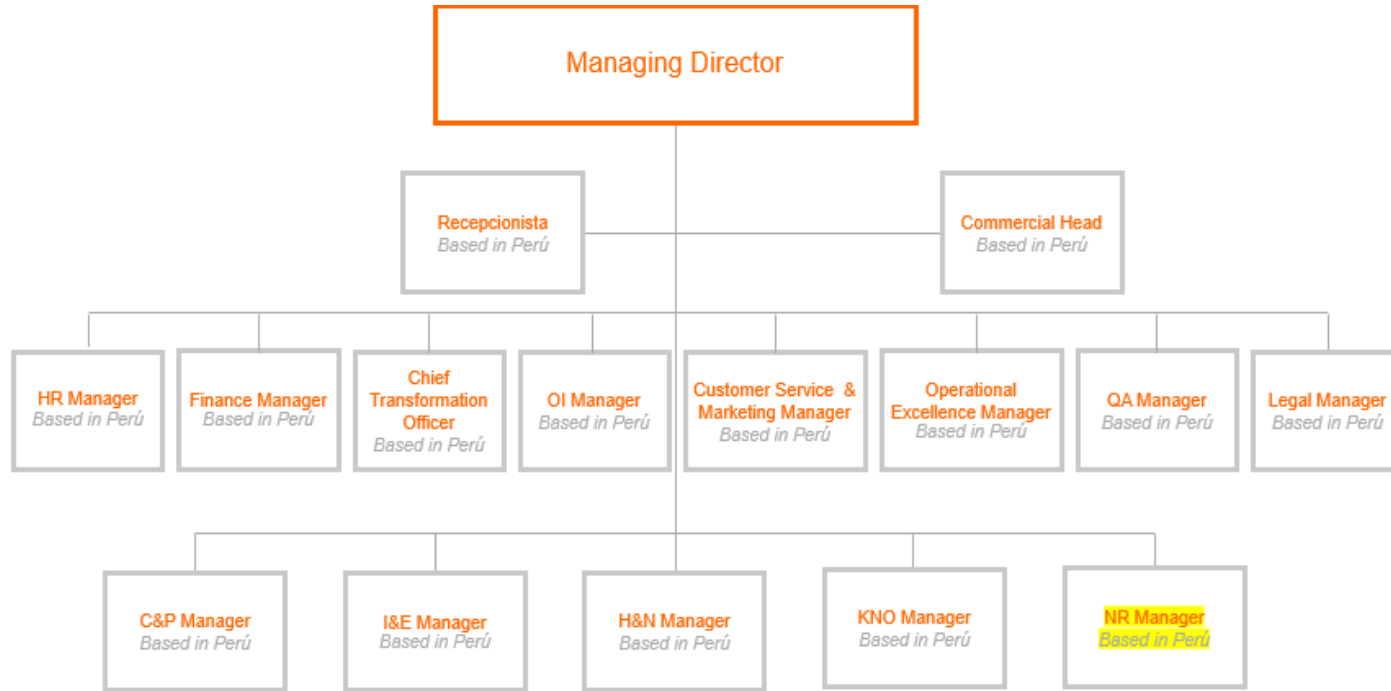 Managing Director
Recepcionista
Based in Perú
Commercial Head
Based in Perú
HR Manager
Based in Perú
Finance Manager
Based in Perú
Chief
Transformation
Officer
Based in Perú
OI Manager
Based in Perú
Customer Service &
Marketing Manager
Based in Perú
Operational
Excellence Manager
Based in Perú
QA Manager
Based in Perú
Legal Manager
Based in Perú
C&P Manager
Based in Perú
I&E Manager
Based in Perú
H&N Manager
Based in Perú
KNO Manager
Based in Perú
NR Manager
Based in Perú